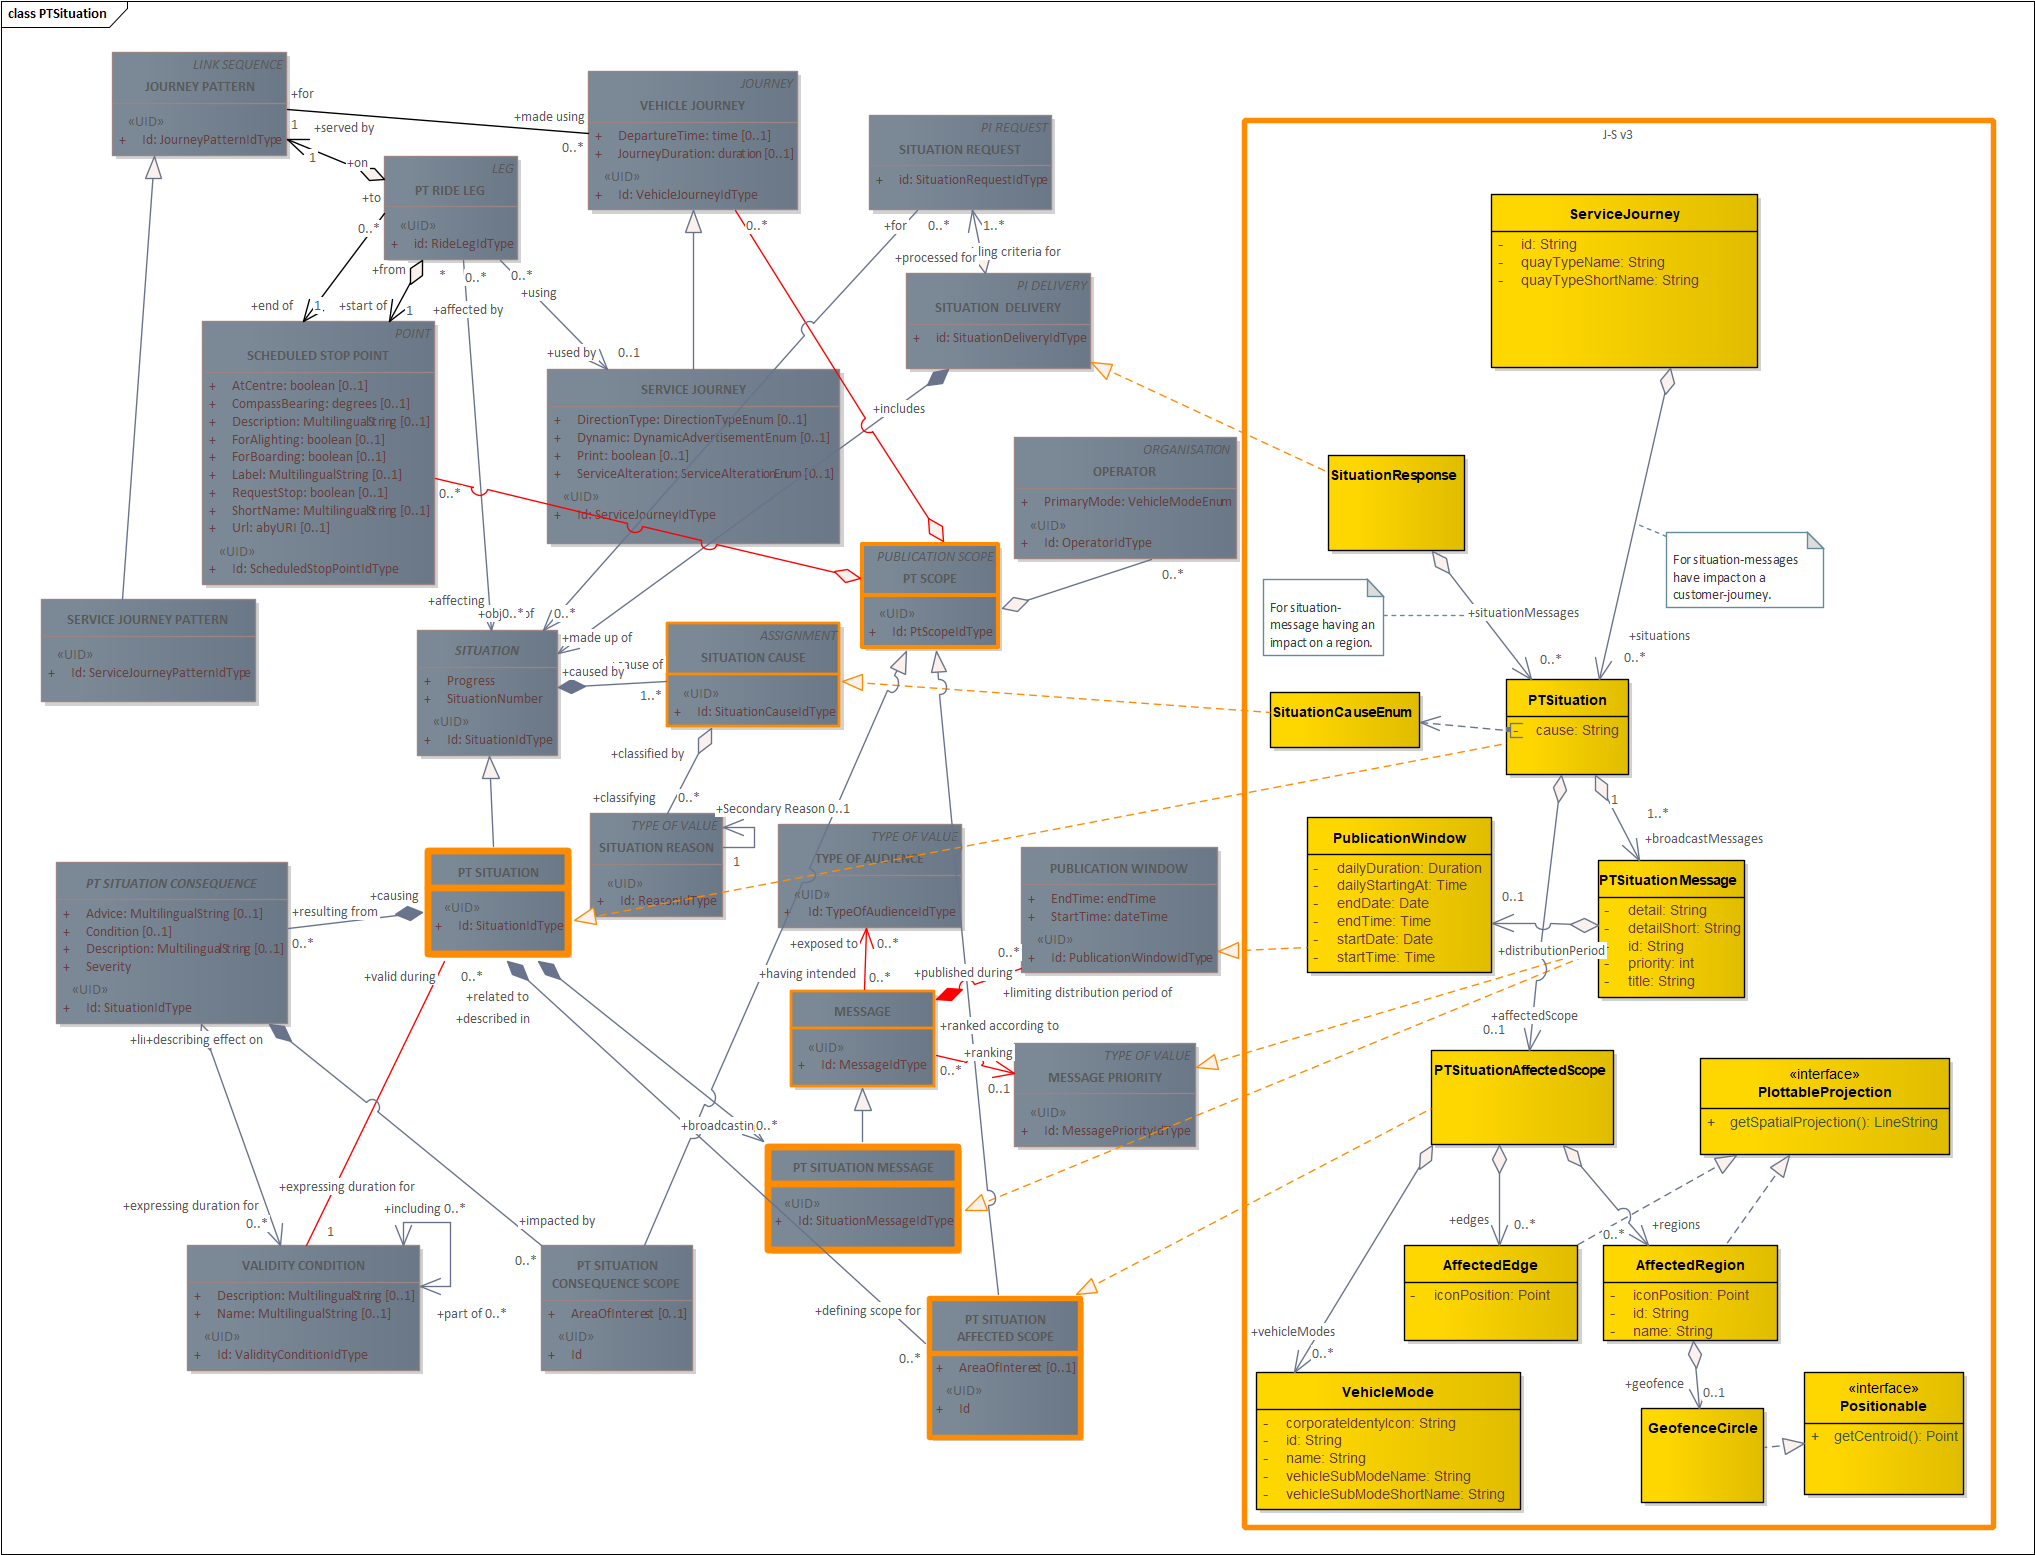 class PTSituation
LINK SEQUENCE
JOURNEY PATTERN
«UID»
+ Id: JourneyPatternIdType
+for
1
+served by
1
+on
+made using
0..*
JOURNEY
VEHICLE JOURNEY
+ DepartureTime: time [0..1]
+ JourneyDuration: duration [0..1]
«UID»
+ Id: VehicleJourneyIdType
0..*
LEG
PT RIDE LEG
«UID»
+ id: RideLegIdType
+to
0..*
+from
*
0..*
0..*
+using
+end of
1
+start of
1
+affected by
+used by
0..1
PI REQUEST
SITUATION REQUEST
+ id: SituationRequestIdType
+for
0..*
1..*
+processed for
ling criteria for
PI DELIVERY
SITUATION DELIVERY
+ id: SituationDeliveryIdType
+includes
POINT
SCHEDULED STOP POINT
+ AtCentre: boolean [0..1]
+ CompassBearing: degrees [0..1]
+ Description: MultilingualString [0..1]
+ ForAlighting: boolean [0..1]
+ ForBoarding: boolean [0..1]
+ Label: MultilingualString [0..1]
+ RequestStop: boolean [0..1]
+ ShortName: MultilingualString [0..1]
+ Url: abyURI [0..1]
«UID»
+ Id: ScheduledStopPointIdType
0..*
SERVICE JOURNEY
+ DirectionType: DirectionTypeEnum [0..1]
+ Dynamic: DynamicAdvertisementEnum [0..1]
+ Print: boolean [0..1]
+ ServiceAlteration: ServiceAlterationEnum [0..1]
«UID»
+ Id: ServiceJourneyIdType
ORGANISATION
OPERATOR
+ PrimaryMode: VehicleModeEnum
«UID»
+ Id: OperatorIdType
0..*
PUBLICATION SCOPE
PT SCOPE
«UID»
+ Id: PtScopeIdType
SERVICE JOURNEY PATTERN
«UID»
+ Id: ServiceJourneyPatternIdType
+affecting
0..*
of
0..*
+made up of
SITUATION
+ Progress
+ SituationNumber
«UID»
+ Id: SituationIdType
cause of
+caused by
1..*
ASSIGNMENT
SITUATION CAUSE
«UID»
+ Id: SituationCauseIdType
+classified by
+classifying
0..*
TYPE OF VALUE
SITUATION REASON
«UID»
+ Id: ReasonIdType
+Secondary Reason 0..1
1
TYPE OF VALUE
TYPE OF AUDIENCE
«UID»
+ Id: TypeOfAudienceIdType
+exposed to
0..*
+having intended
0..*
PUBLICATION WINDOW
+ EndTime: endTime
+ StartTime: dateTime
«UID»
+ Id: PublicationWindowIdType
0..*
+published during
+limiting distribution period of
PT SITUATION
«UID»
+ Id: SituationIdType
PT SITUATION CONSEQUENCE
+ Advice: MultilingualString [0..1]
+ Condition [0..1]
+ Description: MultilingualString [0..1]
+ Severity
«UID»
+ Id: SituationIdType
+causing
+resulting from
0..*
+valid during
0..*
+related to
+described in
+describing effect on
MESSAGE
«UID»
+ Id: MessageIdType
+ranked according to
+ranking
0..*
0..1
TYPE OF VALUE
MESSAGE PRIORITY
«UID»
+ Id: MessagePriorityIdType
+broadcasting
0..*
PT SITUATION MESSAGE
«UID»
+ Id: SituationMessageIdType
+expressing duration for
0..*
+expressing duration for
1
+including 0..*
+part of 0..*
VALIDITY CONDITION
+ Description: MultilingualString [0..1]
+ Name: MultilingualString [0..1]
«UID»
+ Id: ValidityConditionIdType
+impacted by
0..*
PT SITUATION
CONSEQUENCE SCOPE
+ AreaOfInterest [0..1]
«UID»
+ Id
+defining scope for
0..*
PT SITUATION
AFFECTED SCOPE
+ AreaOfInterest [0..1]
«UID»
+ Id
J-S v3
ServiceJourney
- id: String
- quayTypeName: String
- quayTypeShortName: String
SituationResponse
For situation-messages
have impact on a
customer-journey.
For situation-
message having an
impact on a region.
+situationMessages
0..*
+situations
0..*
SituationCauseEnum
PTSituation
- cause: String
1
1..*
+broadcastMessages
PublicationWindow
- dailyDuration: Duration
- dailyStartingAt: Time
- endDate: Date
- endTime: Time
- startDate: Date
- startTime: Time
0..1
+distributionPeriod
PTSituationMessage
- detail: String
- detailShort: String
- id: String
- priority: int
- title: String
+affectedScope
0..1
PTSituationAffectedScope
«interface»
PlottableProjection
+ getSpatialProjection(): LineString
+edges
0..*
0..*
+regions
AffectedEdge
- iconPosition: Point
AffectedRegion
- iconPosition: Point
- id: String
- name: String
+vehicleModes
0..*
VehicleMode
- corporateIdentyIcon: String
- id: String
- name: String
- vehicleSubModeName: String
- vehicleSubModeShortName: String
+geofence
0..1
GeofenceCircle
«interface»
Positionable
+ getCentroid(): Point